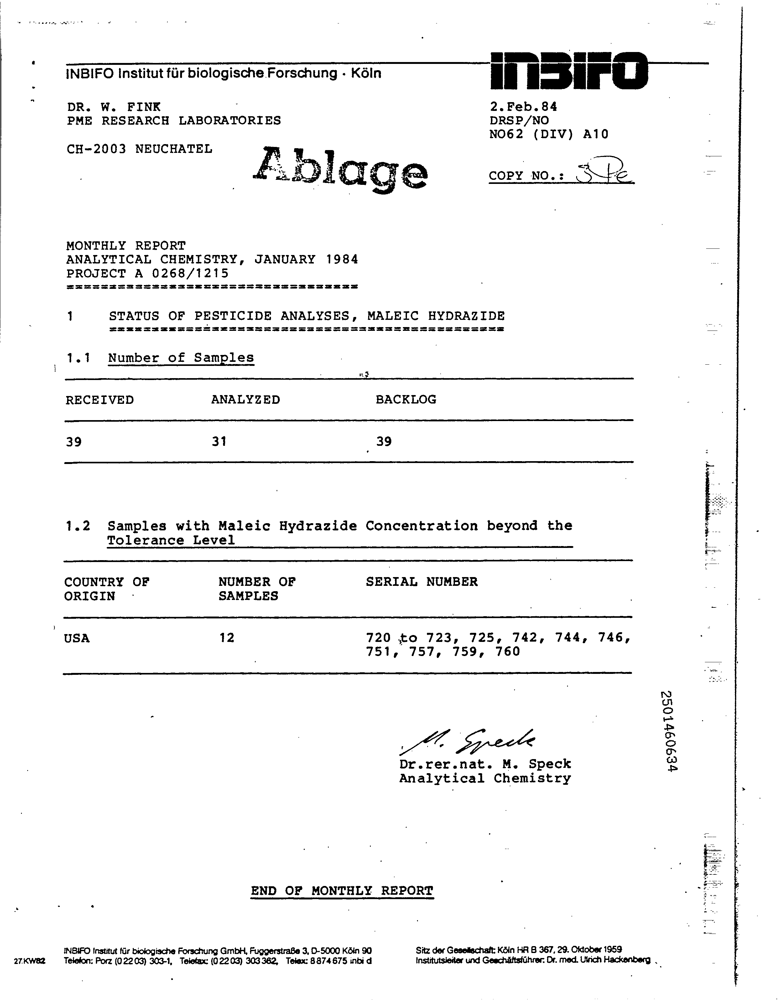 INBIFO Institut für biologische Forschung · Köln
INBIFO
DR. W. FINK
PME RESEARCH LABORATORIES
CH-2003 NEUCHATEL
2.Feb.84
DRSP/NO
NO62 (DIV) A10
Ablage
COPY NO.: 3
MONTHLY REPORT
ANALYTICAL CHEMISTRY, JANUARY 1984
PROJECT A 0268/1215
==================================
1 STATUS OF PESTICIDE ANALYSES, MALEIC HYDRAZIDE
==============================================
1.1 Number of Samples
RECEIVED ANALYZED BACKLOG
39 31 39
1.2 Samples with Maleic Hydrazide Concentration beyond the
Tolerance Level
COUNTRY OF NUMBER OF SERIAL NUMBER
ORIGIN SAMPLES
USA 12 720 to 723, 725, 742, 744, 746,
751, 757, 759, 760
2501460634
M. Speck
Dr.rer.nat. M. Speck
Analytical Chemistry
END OF MONTHLY REPORT
INBIFO Institut für biologische Forschung GmbH, Fuggerstraße 3, D-5000 Köln 90
Telefon: Porz (0 22 03) 303-1, Telefax: (0 22 03) 303 362, Telex: 8 874 675 inbi d
Sitz der Gesellschaft: Köln HR B 367, 29. Oktober 1959
Institutsleiter und Geschäftsführer: Dr. med. Ulrich Hackenberg
27.KW82